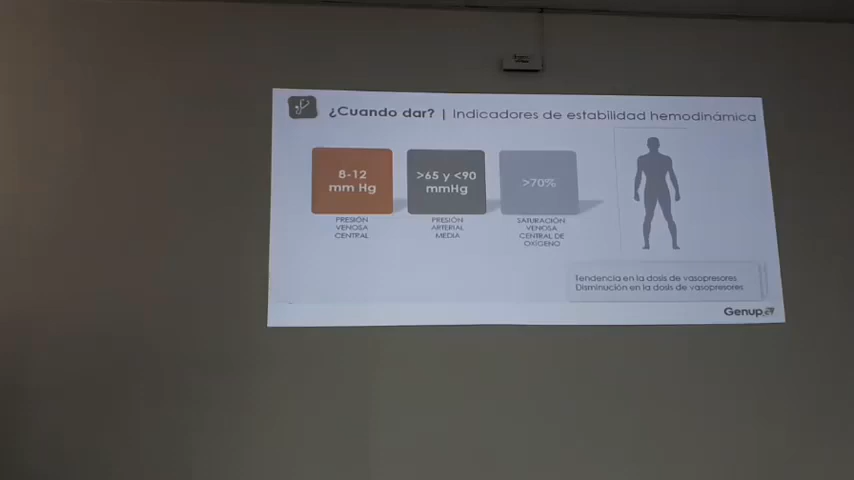 ¿Cuando dar? | Indicadores de estabilidad hemodinámica
8-12
mm Hg
>65 y <90
mmHg
>70%
PRESIÓN
VENOSA
CENTRAL
PRESIÓN
ARTERIAL
MEDIA
SATURACIÓN
VENOSA
CENTRAL DE
OXÍGENO
Tendencia en la dosis de vasopresores
Disminución en la dosis de vasopresores
Genup